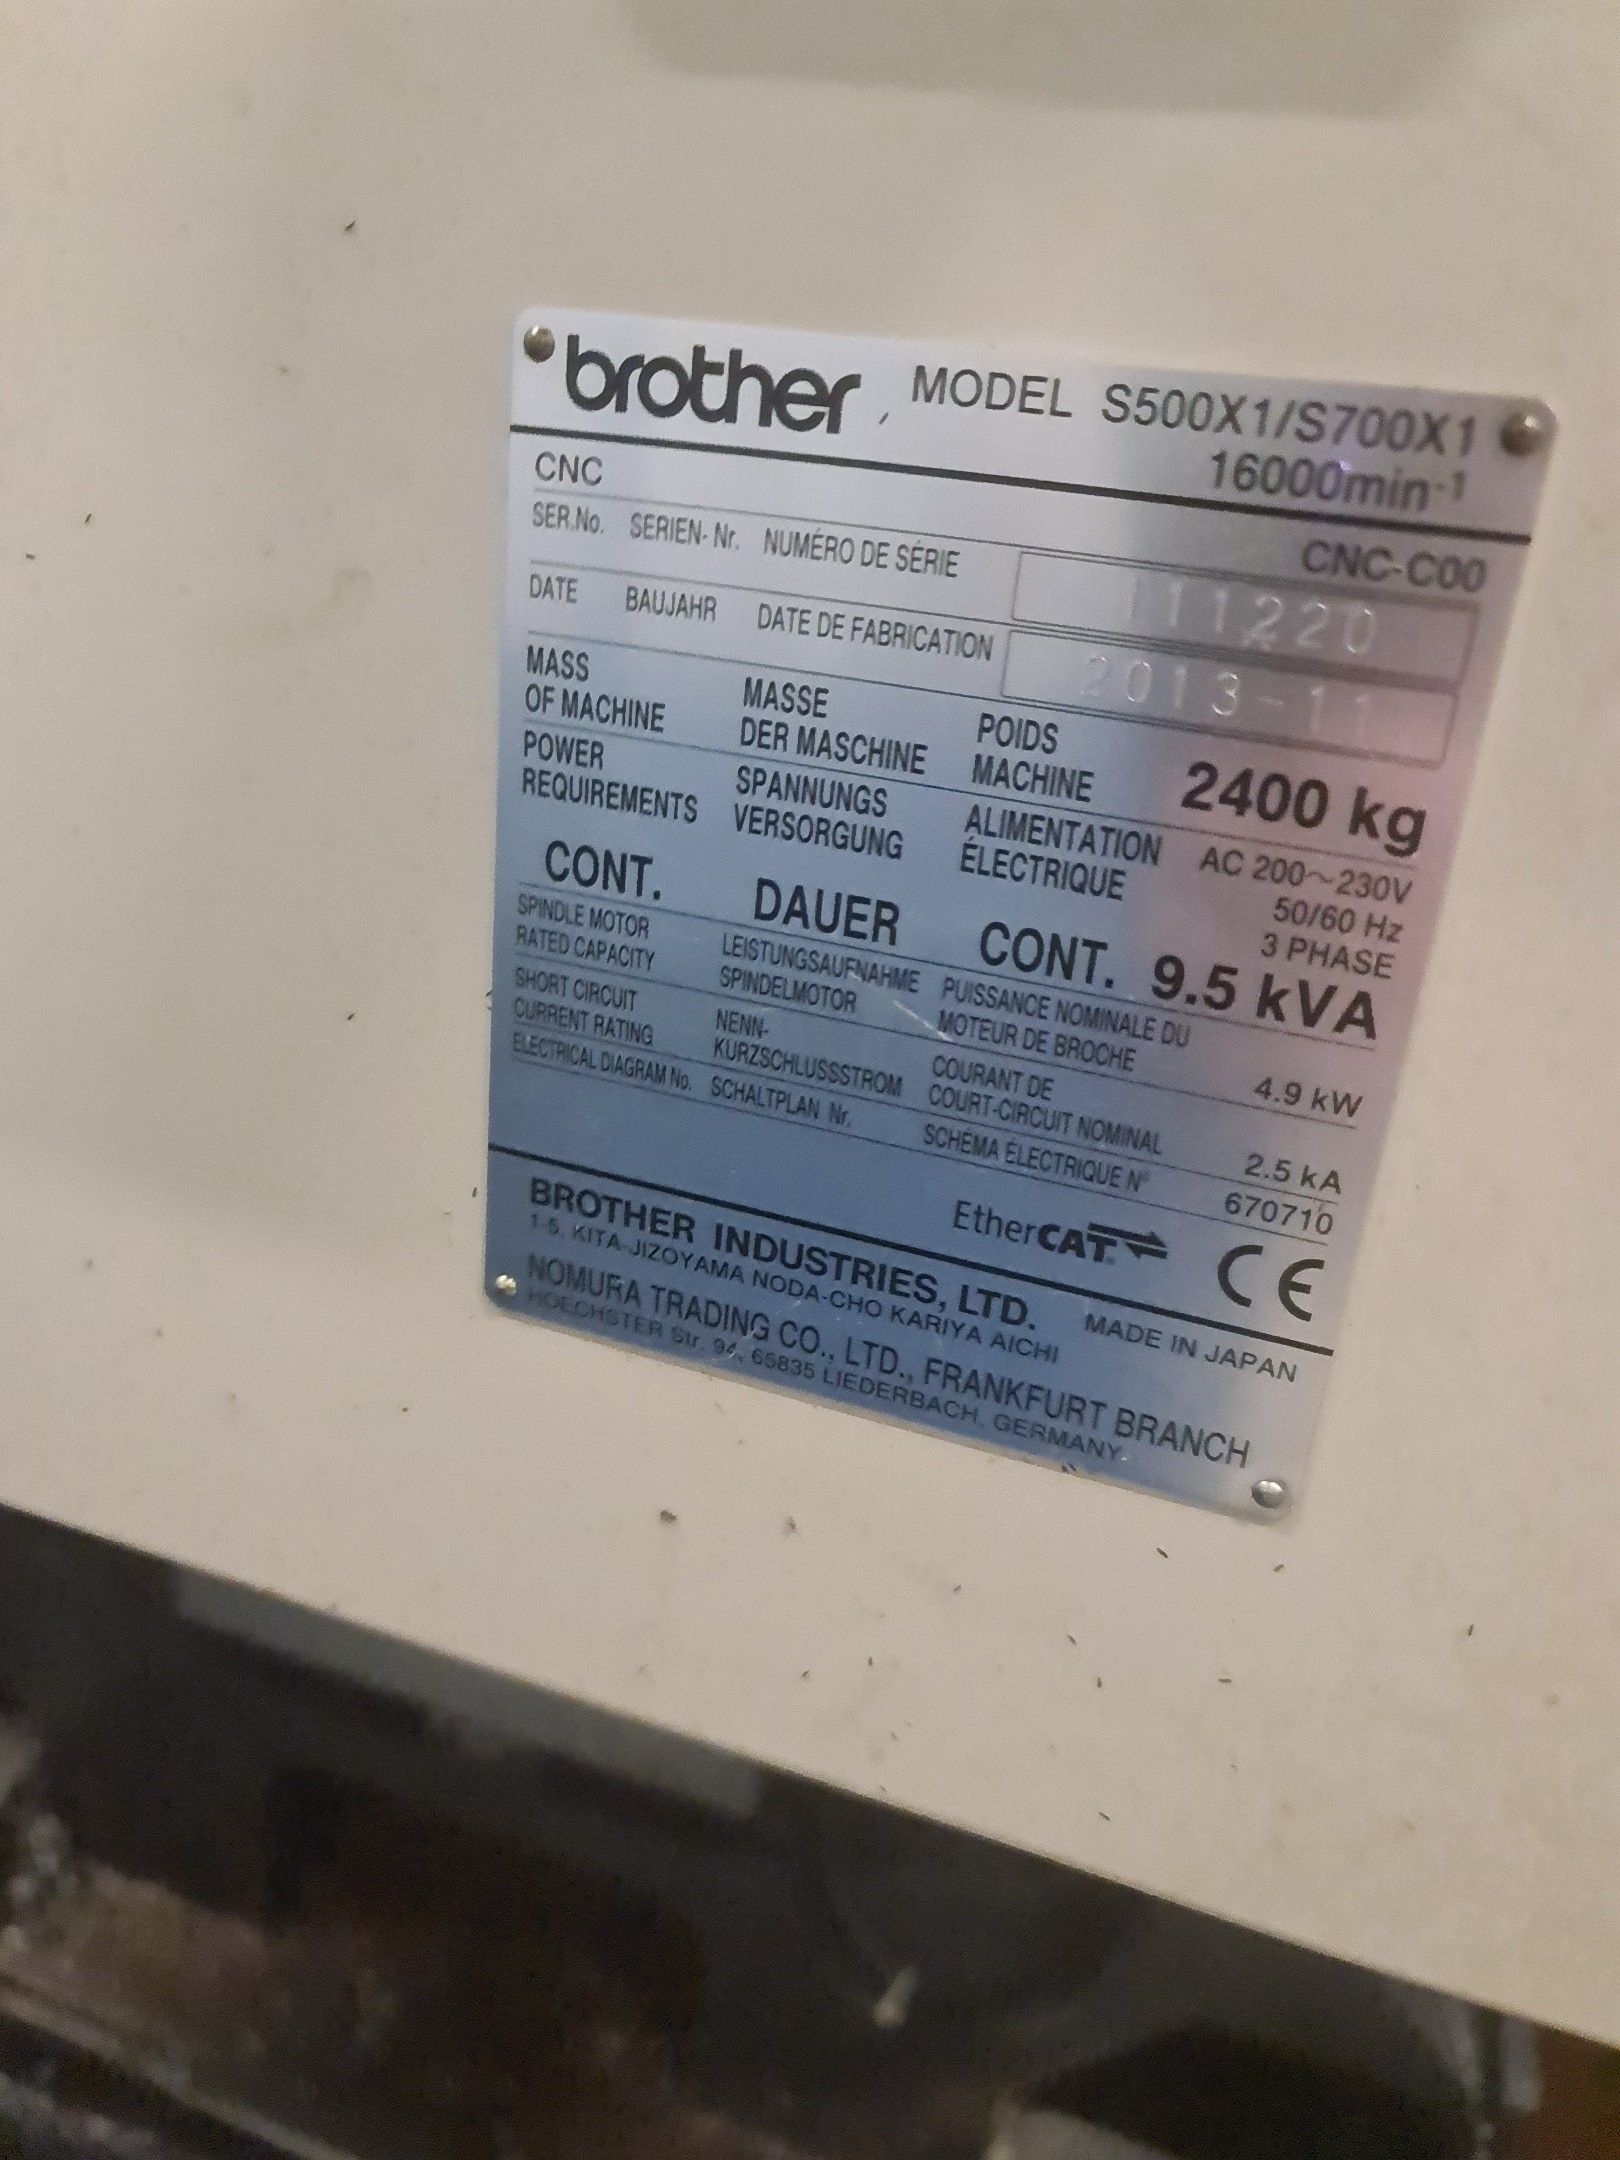 brother, MODEL S500X1/S700X1
16000min-1
CNC CNC-C00
SER.No. SERIEN-Nr. NUMÉRO DE SÉRIE 111220
DATE BAUJAHR DATE DE FABRICATION 2013-11
MASS MASSE POIDS
OF MACHINE DER MASCHINE MACHINE 2400 kg
POWER SPANNUNGS ALIMENTATION AC 200~230V
REQUIREMENTS VERSORGUNG ÉLECTRIQUE 50/60 Hz
3 PHASE
CONT. DAUER CONT. 9.5 kVA
SPINDLE MOTOR LEISTUNGSAUFNAHME PUISSANCE NOMINALE DU
RATED CAPACITY SPINDELMOTOR MOTEUR DE BROCHE 4.9 kW
SHORT CIRCUIT NENN- COURANT DE
CURRENT RATING KURZSCHLUSSSTROM COURT-CIRCUIT NOMINAL 2.5 kA
ELECTRICAL DIAGRAM No. SCHALTPLAN Nr. SCHÉMA ÉLECTRIQUE N° 670710
EtherCAT CE
BROTHER INDUSTRIES, LTD. MADE IN JAPAN
1-5, KITA-JIZOYAMA NODA-CHO KARIYA AICHI
NOMURA TRADING CO., LTD., FRANKFURT BRANCH
HOECHSTER Str. 94, 65835 LIEDERBACH, GERMANY